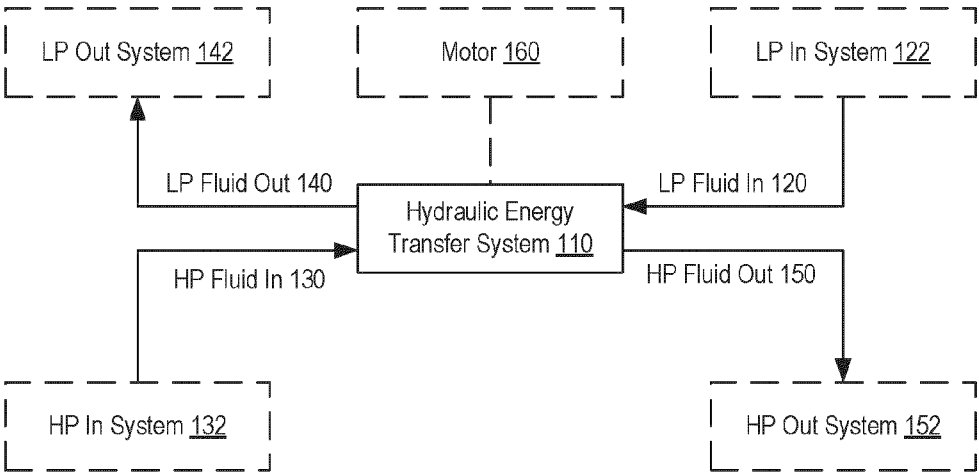 LP Out System 142
Motor 160
LP In System 122
LP Fluid Out 140
LP Fluid In 120
Hydraulic Energy
Transfer System 110
HP Fluid In 130
HP Fluid Out 150
HP In System 132
HP Out System 152